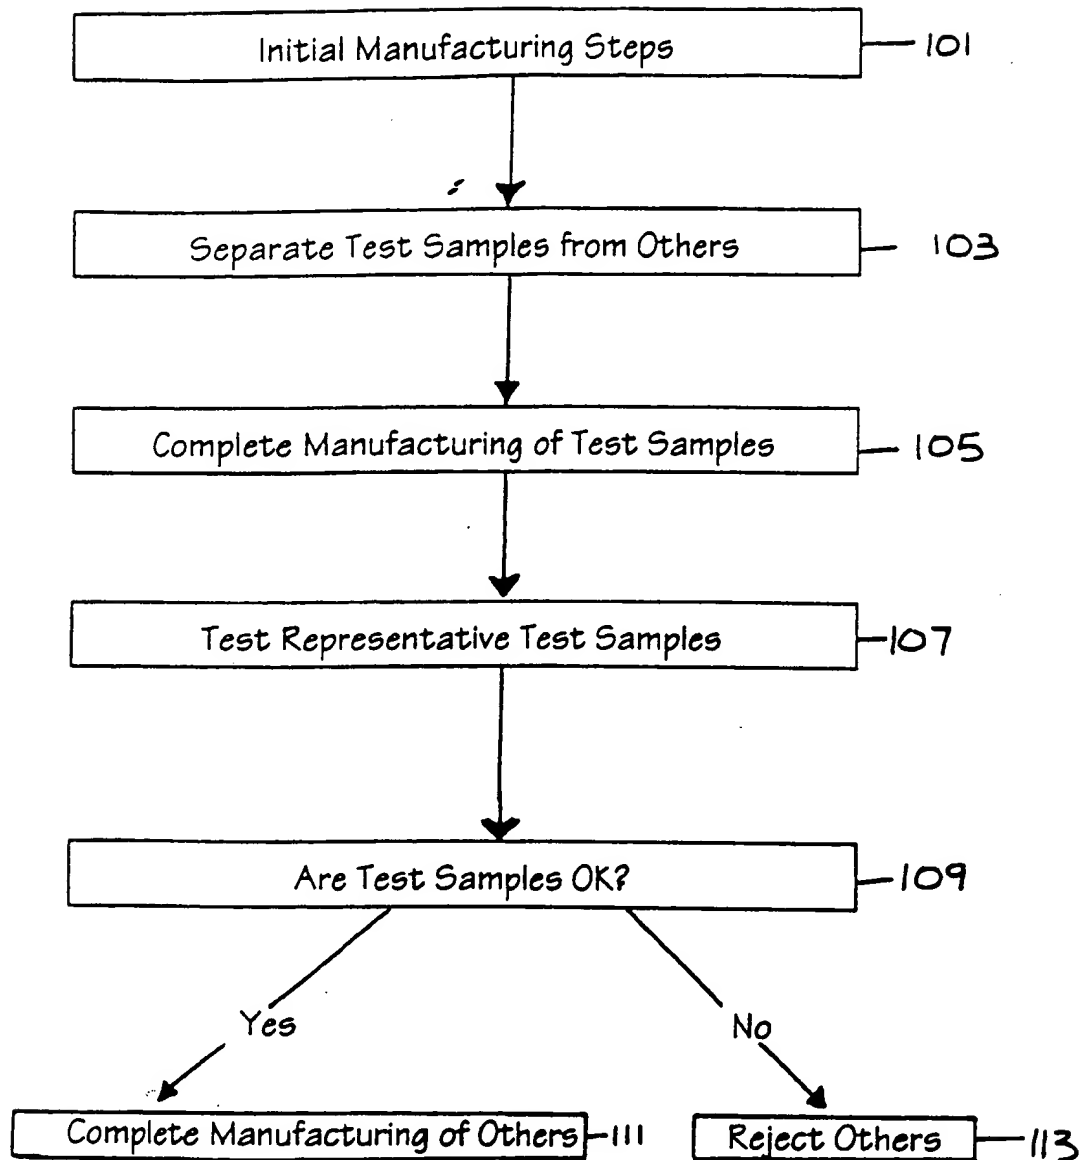 Initial Manufacturing Steps 101
Separate Test Samples from Others 103
Complete Manufacturing of Test Samples 105
Test Representative Test Samples 107
Are Test Samples OK? 109
Yes No
Complete Manufacturing of Others 111 Reject Others 113